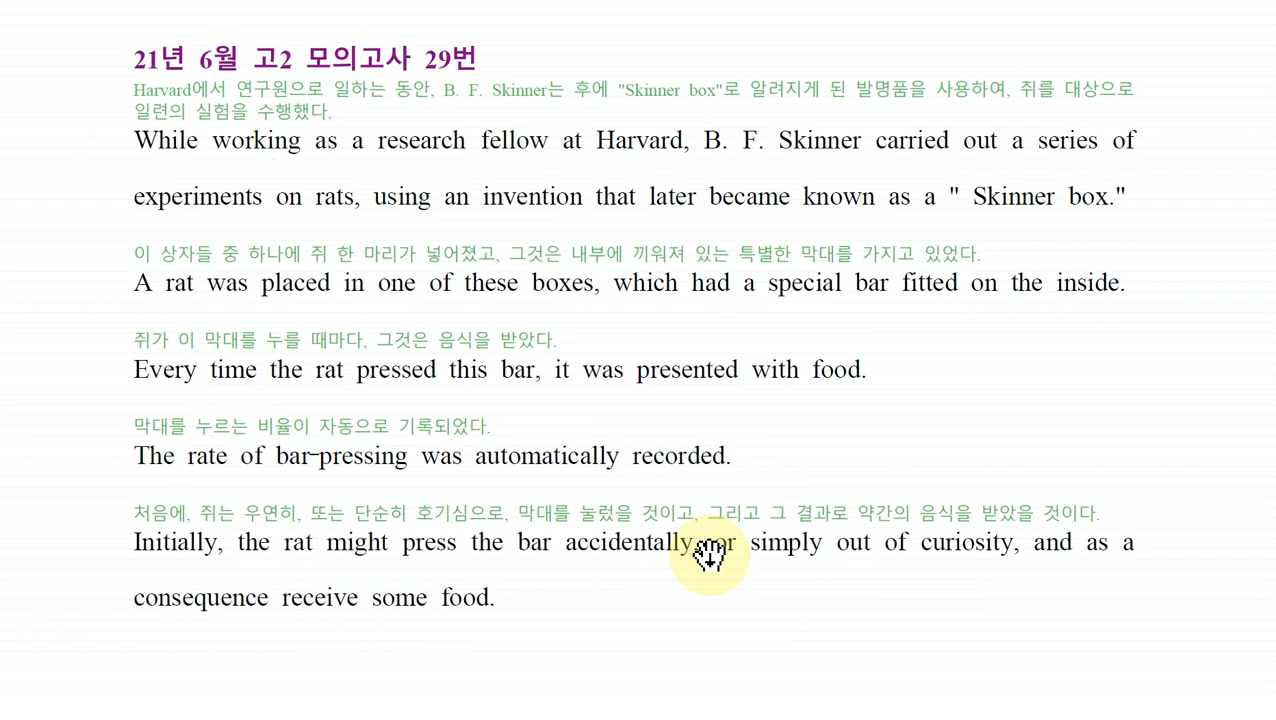 21년 6월 고2 모의고사 29번
Harvard에서 연구원으로 일하는 동안, B. F. Skinner는 후에 "Skinner box"로 알려지게 된 발명품을 사용하여, 쥐를 대상으로
일련의 실험을 수행했다.
While working as a research fellow at Harvard, B. F. Skinner carried out a series of
experiments on rats, using an invention that later became known as a " Skinner box."
이 상자들 중 하나에 쥐 한 마리가 넣어졌고, 그것은 내부에 끼워져 있는 특별한 막대를 가지고 있었다.
A rat was placed in one of these boxes, which had a special bar fitted on the inside.
쥐가 이 막대를 누를 때마다, 그것은 음식을 받았다.
Every time the rat pressed this bar, it was presented with food.
막대를 누르는 비율이 자동으로 기록되었다.
The rate of bar-pressing was automatically recorded.
처음에, 쥐는 우연히, 또는 단순히 호기심으로, 막대를 눌렀을 것이고, 그리고 그 결과로 약간의 음식을 받았을 것이다.
Initially, the rat might press the bar accidentally, or simply out of curiosity, and as a
consequence receive some food.